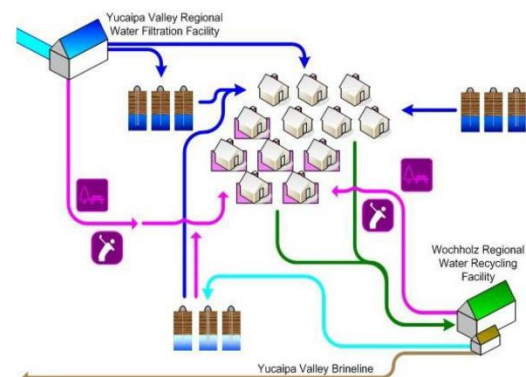 Yucaipa Valley Regional
Water Filtration Facility
Wochholz Regional
Water Recycling
Facility
Yucaipa Valley Brineline